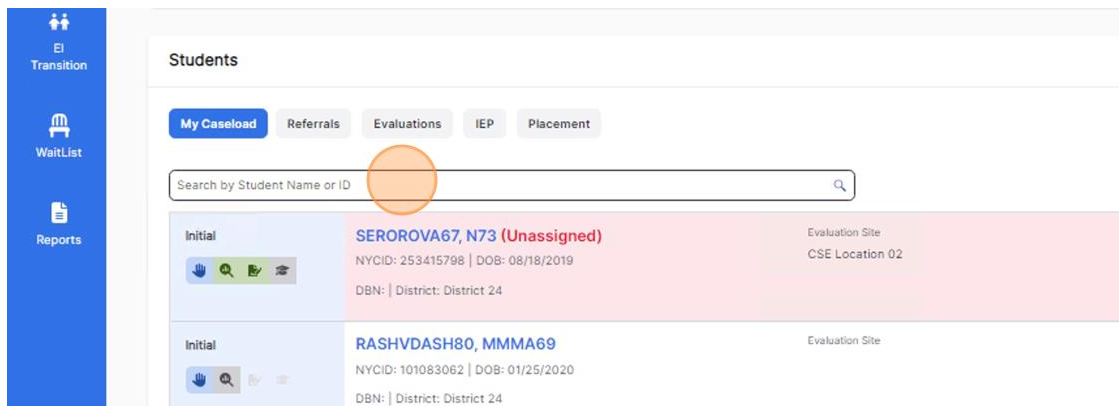 EI
Transition
WaitList
Reports
Students
My Caseload Referrals Evaluations IEP Placement
Search by Student Name or ID
Initial
SEROROVA67, N73 (Unassigned)
NYCID: 253415798 | DOB: 08/18/2019
DBN: | District: District 24
Evaluation Site
CSE Location 02
Initial
RASHVDASH80, MMMA69
NYCID: 101083062 | DOB: 01/25/2020
DBN: | District: District 24
Evaluation Site